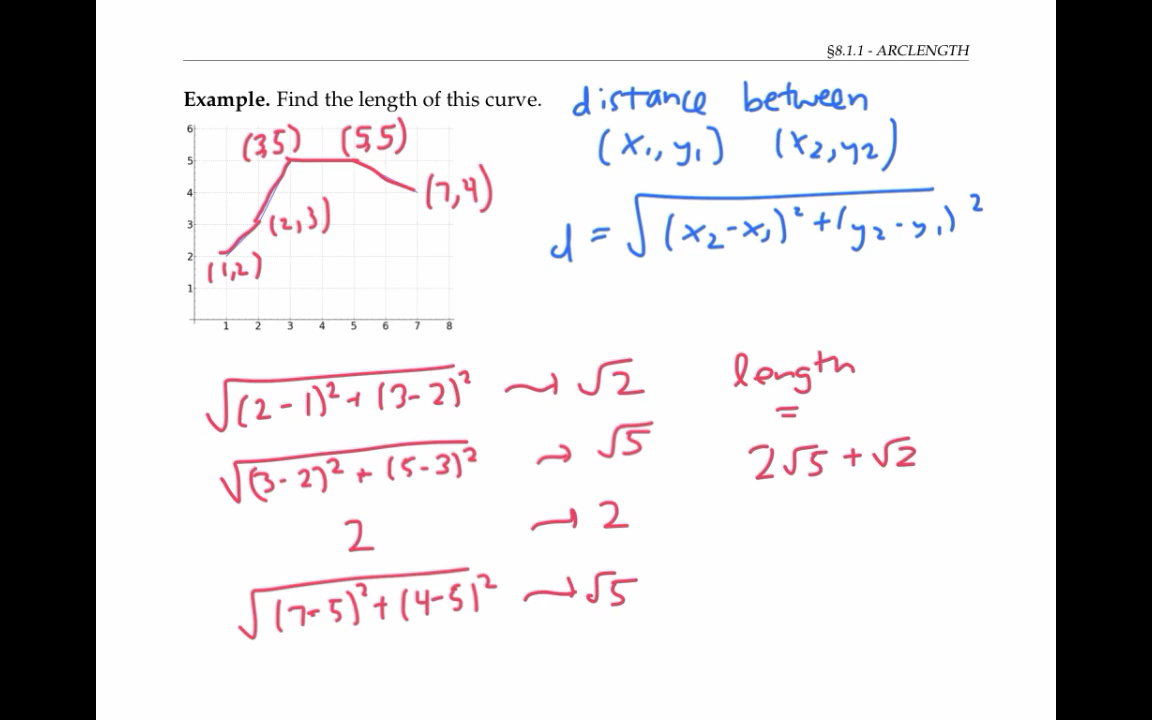 §8.1.1 - ARCLENGTH
Example. Find the length of this curve.
distance between
(x₁, y₁) (x₂, y₂)
d = √((x₂-x₁)² + (y₂-y₁)²)
6
5
4
3
2
1
1 2 3 4 5 6 7 8
(3,5) (5,5)
(7,4)
(2,3)
(1,2)
√((2-1)² + (3-2)²) → √2
√((3-2)² + (5-3)²) → √5
2 → 2
√((7-5)² + (4-5)²) → √5
length
=
2√5 + √2